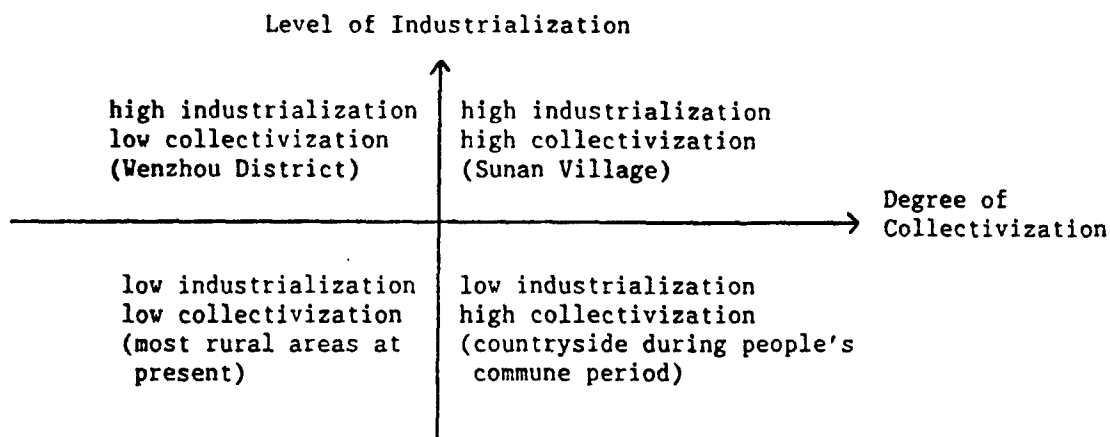 Level of Industrialization
high industrialization
low collectivization
(Wenzhou District)
high industrialization
high collectivization
(Sunan Village)
Degree of
Collectivization
low industrialization
low collectivization
(most rural areas at
present)
low industrialization
high collectivization
(countryside during people's
commune period)